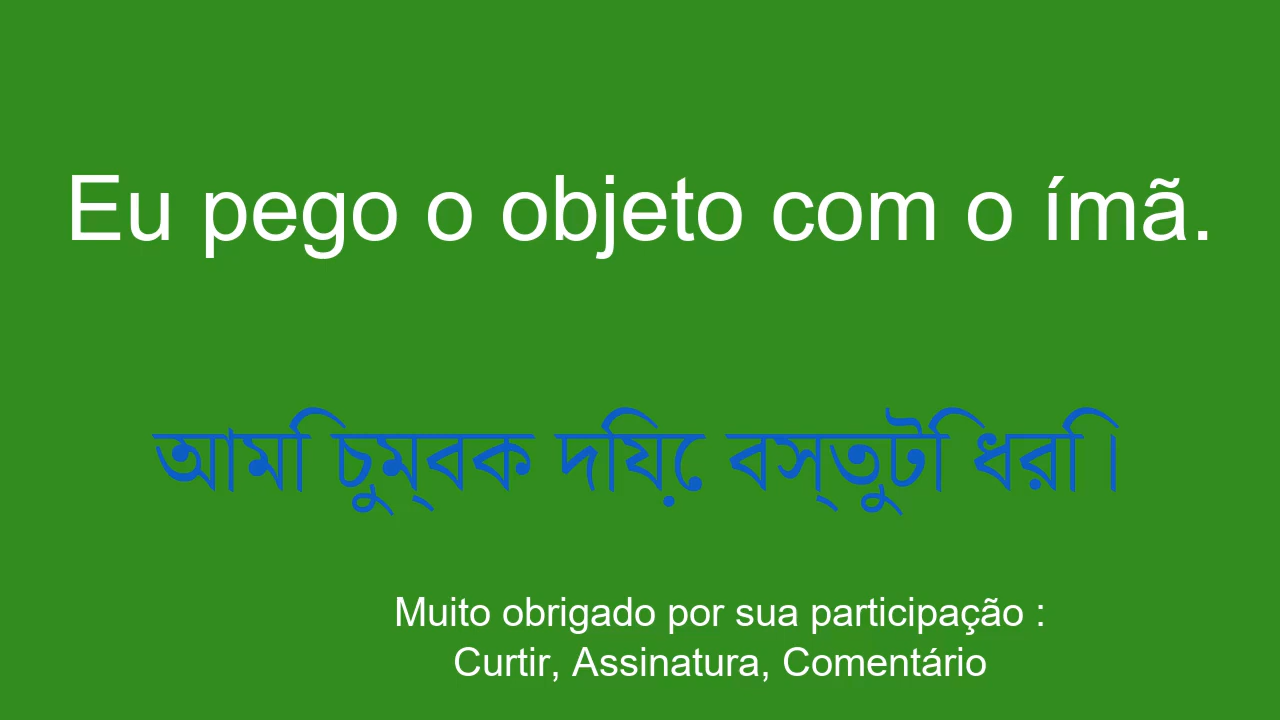 Eu pego o objeto com o ímã.
আমি চুম্বক দিয়ে বস্তুটি ধরি।
Muito obrigado por sua participação :
Curtir, Assinatura, Comentário